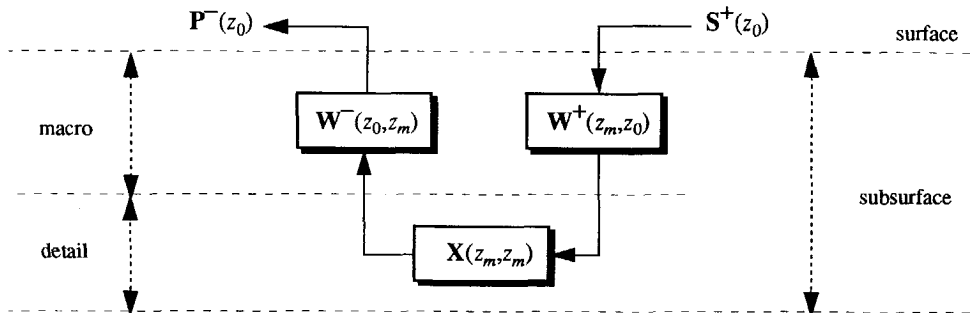 P⁻(z₀)
S⁺(z₀)
surface
W⁻(z₀,zₘ)
W⁺(zₘ,z₀)
macro
subsurface
detail
X(zₘ,zₘ)